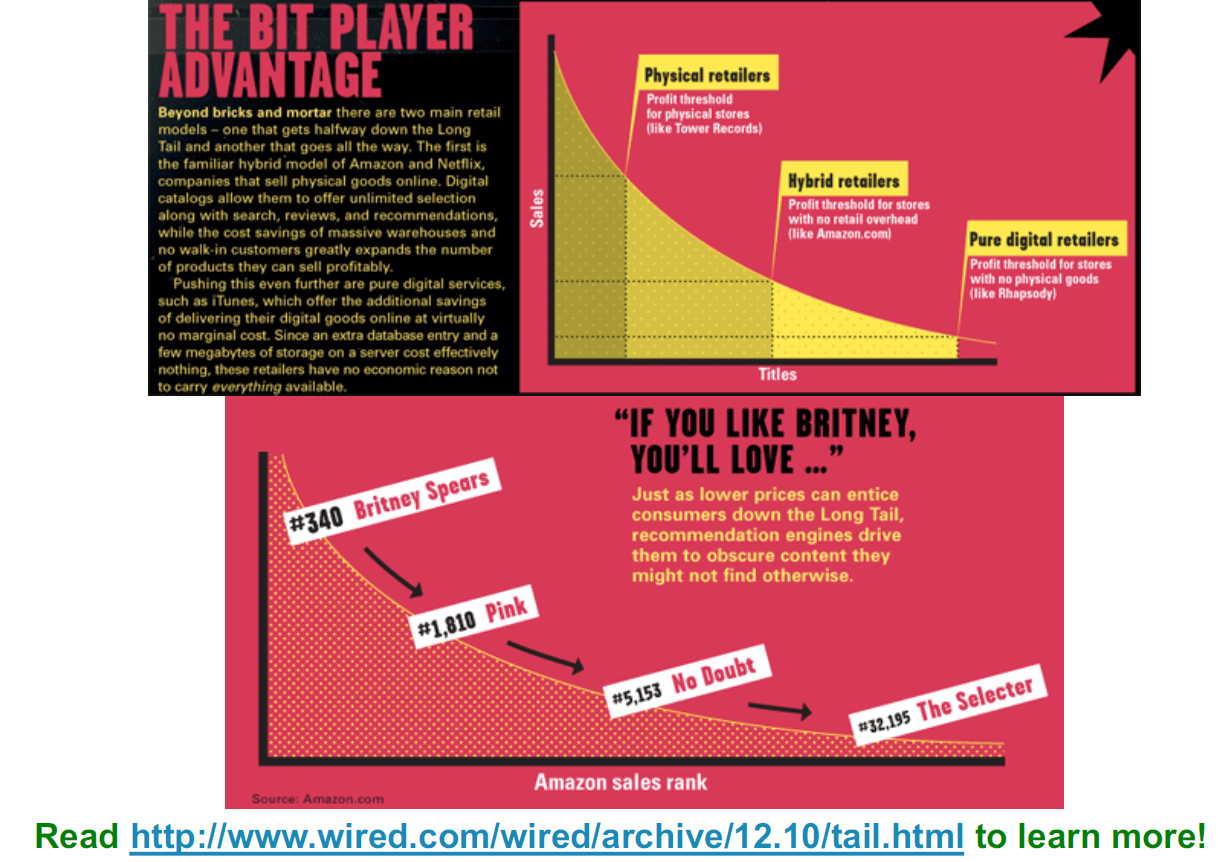 THE BIT PLAYER
ADVANTAGE
Beyond bricks and mortar there are two main retail
models – one that gets halfway down the Long
Tail and another that goes all the way. The first is
the familiar hybrid model of Amazon and Netflix,
companies that sell physical goods online. Digital
catalogs allow them to offer unlimited selection
along with search, reviews, and recommendations,
while the cost savings of massive warehouses and
no walk-in customers greatly expands the number
of products they can sell profitably.
Pushing this even further are pure digital services,
such as iTunes, which offer the additional savings
of delivering their digital goods online at virtually
no marginal cost. Since an extra database entry and a
few megabytes of storage on a server cost effectively
nothing, these retailers have no economic reason not
to carry everything available.
Physical retailers
Profit threshold
for physical stores
(like Tower Records)
Hybrid retailers
Profit threshold for stores
with no retail overhead
(like Amazon.com)
Pure digital retailers
Profit threshold for stores
with no physical goods
(like Rhapsody)
Sales
Titles
“IF YOU LIKE BRITNEY,
YOU’LL LOVE ...”
Just as lower prices can entice
consumers down the Long Tail,
recommendation engines drive
them to obscure content they
might not find otherwise.
#340 Britney Spears
#1,810 Pink
#5,153 No Doubt
#32,195 The Selecter
Amazon sales rank
Source: Amazon.com
Read http://www.wired.com/wired/archive/12.10/tail.html to learn more!